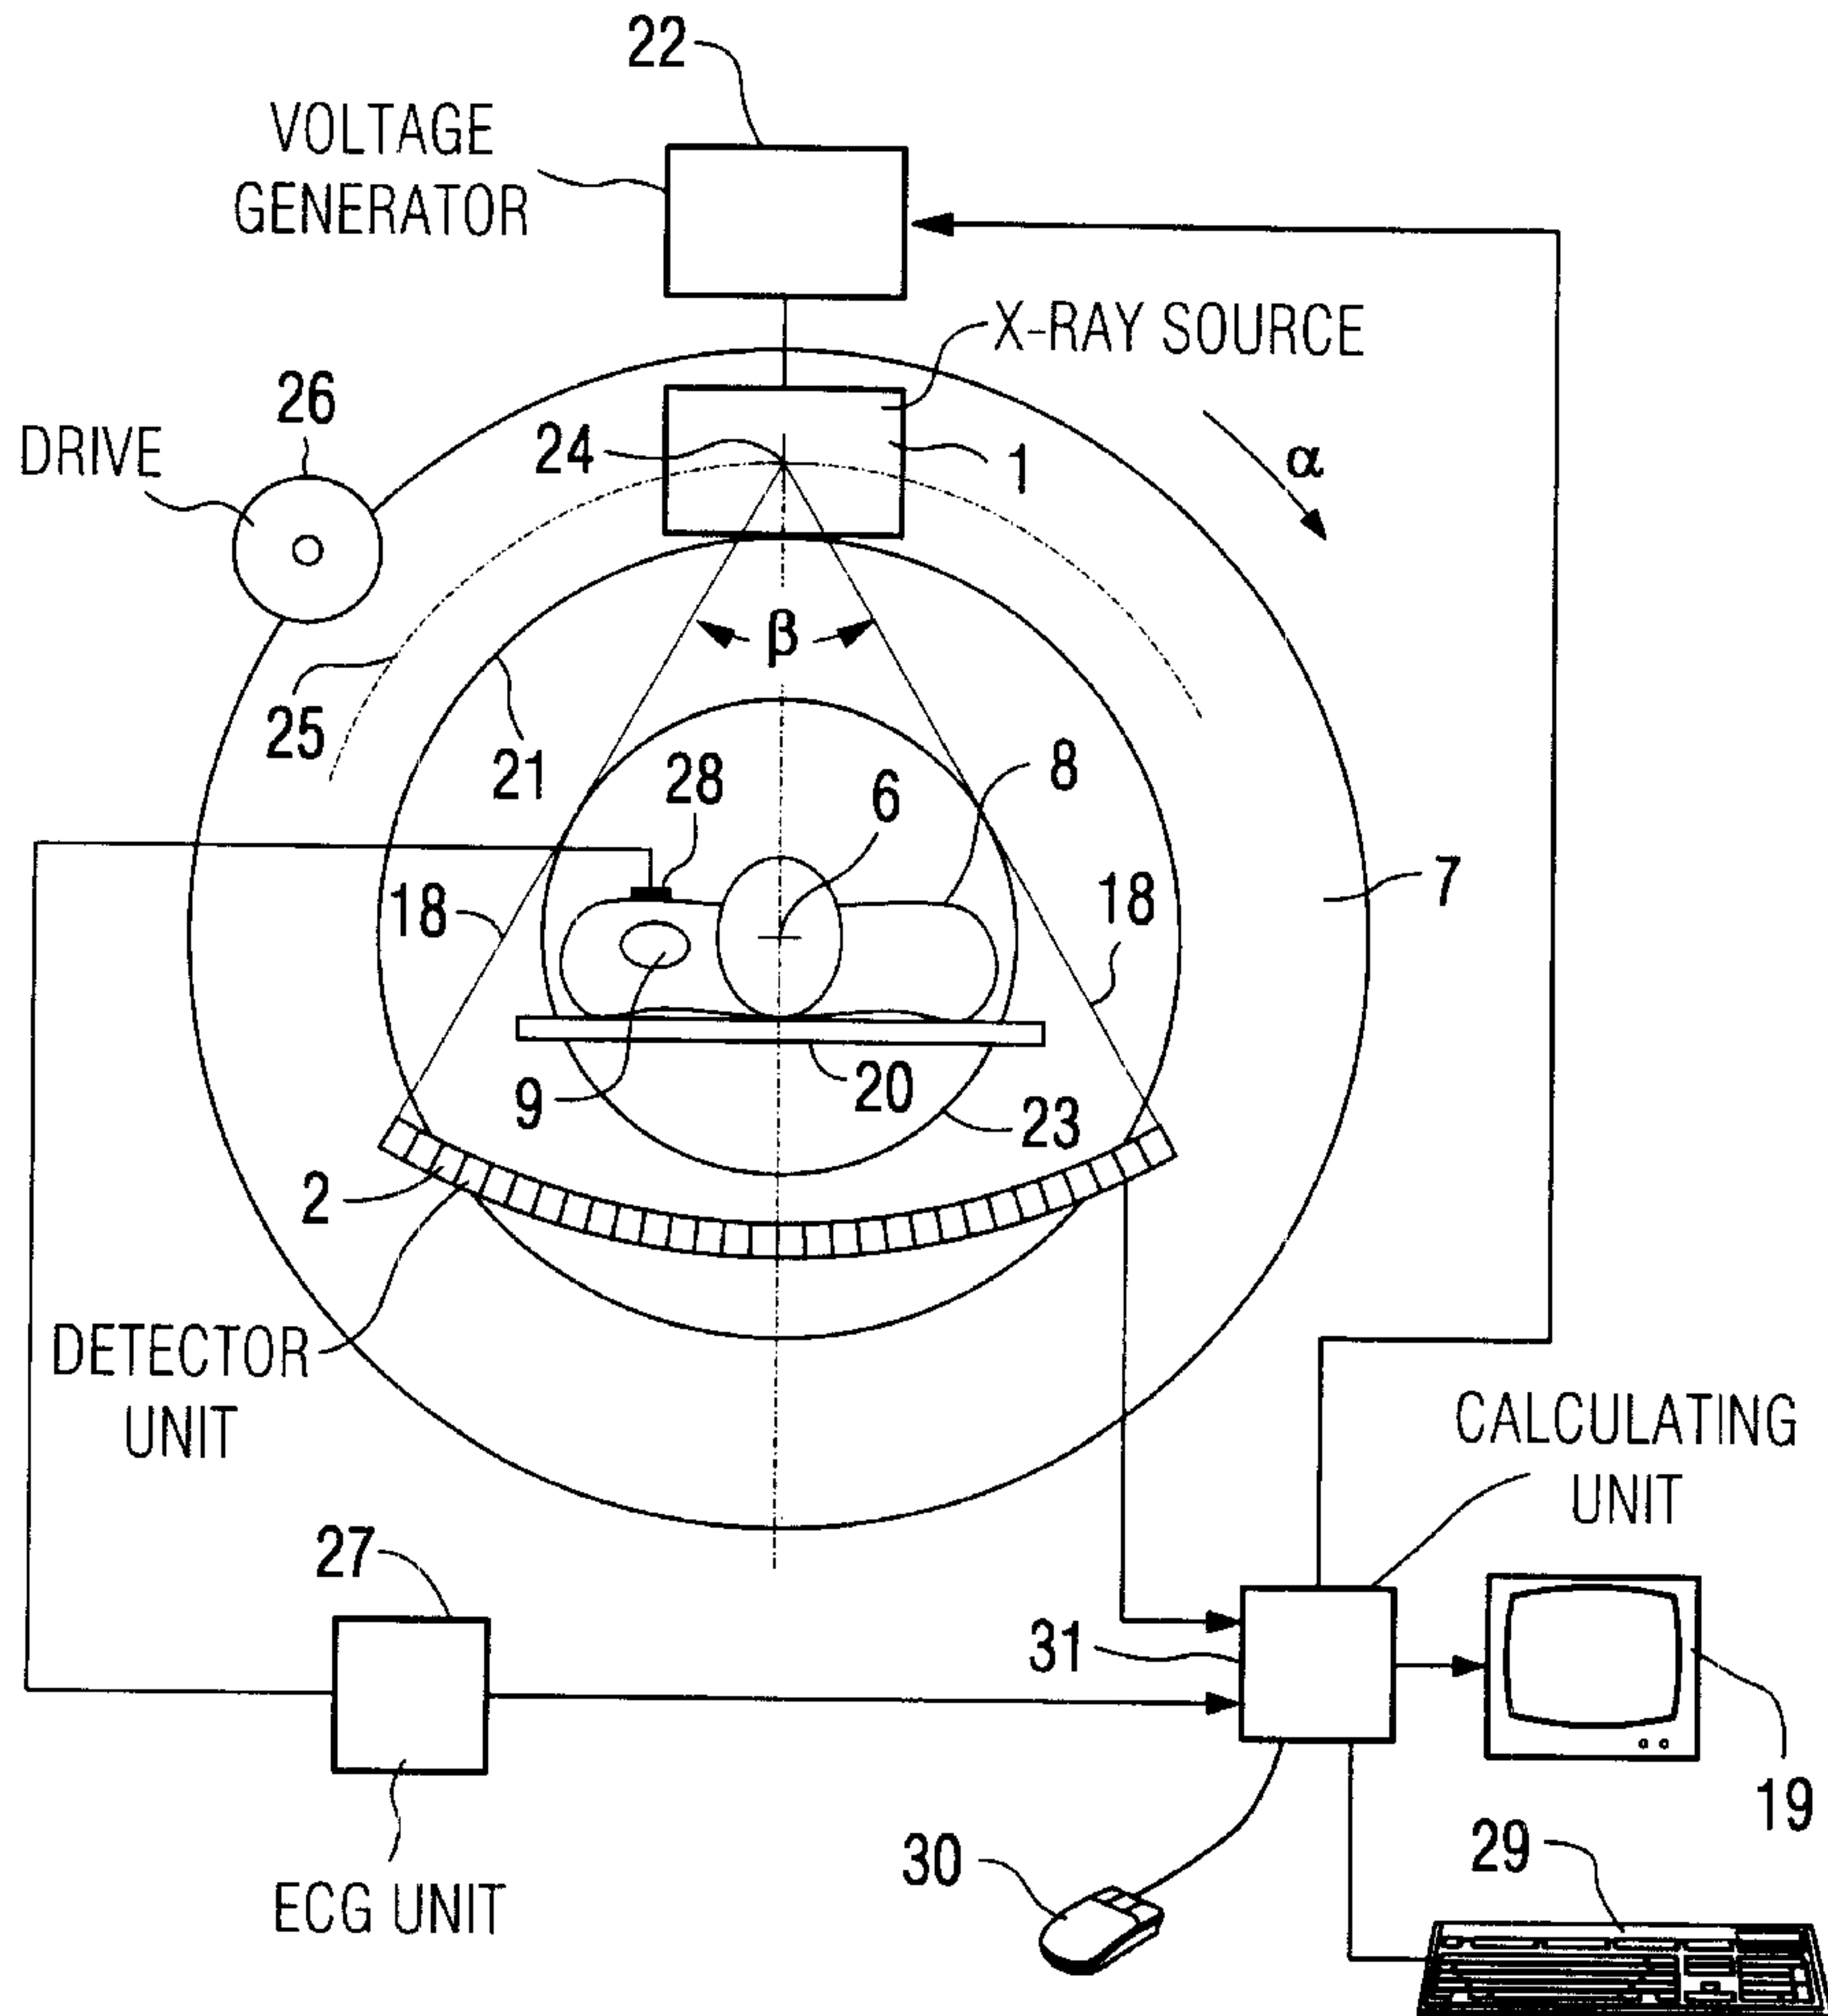 22
VOLTAGE
GENERATOR
X-RAY SOURCE
26
DRIVE
24
1
α
β
25
21
28
6
8
7
18
18
9
20
23
2
DETECTOR
UNIT
CALCULATING
UNIT
27
31
19
30
29
ECG UNIT